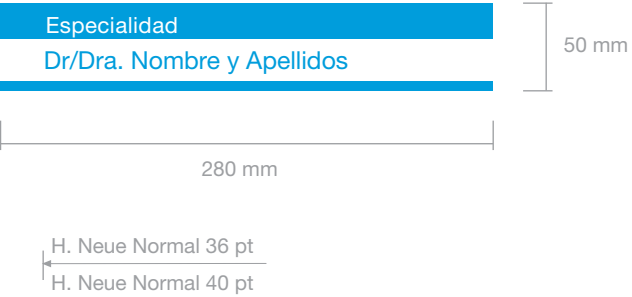 Especialidad
Dr/Dra. Nombre y Apellidos
50 mm
280 mm
H. Neue Normal 36 pt
H. Neue Normal 40 pt